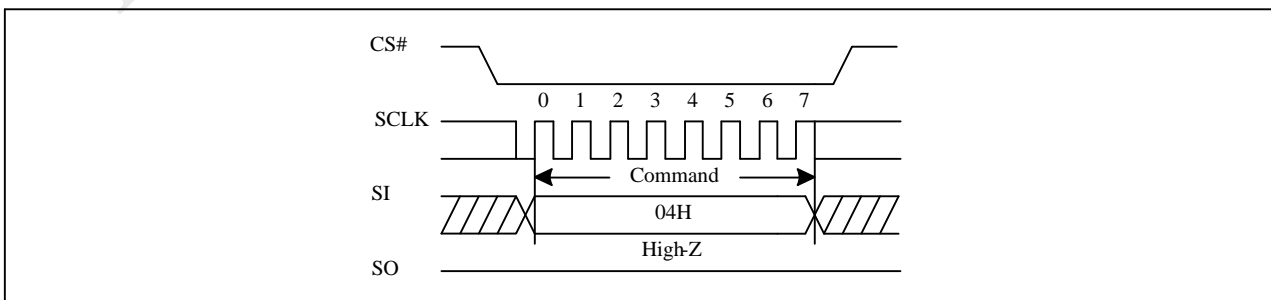 CS#
0 1 2 3 4 5 6 7
SCLK
Command
SI
04H
High-Z
SO